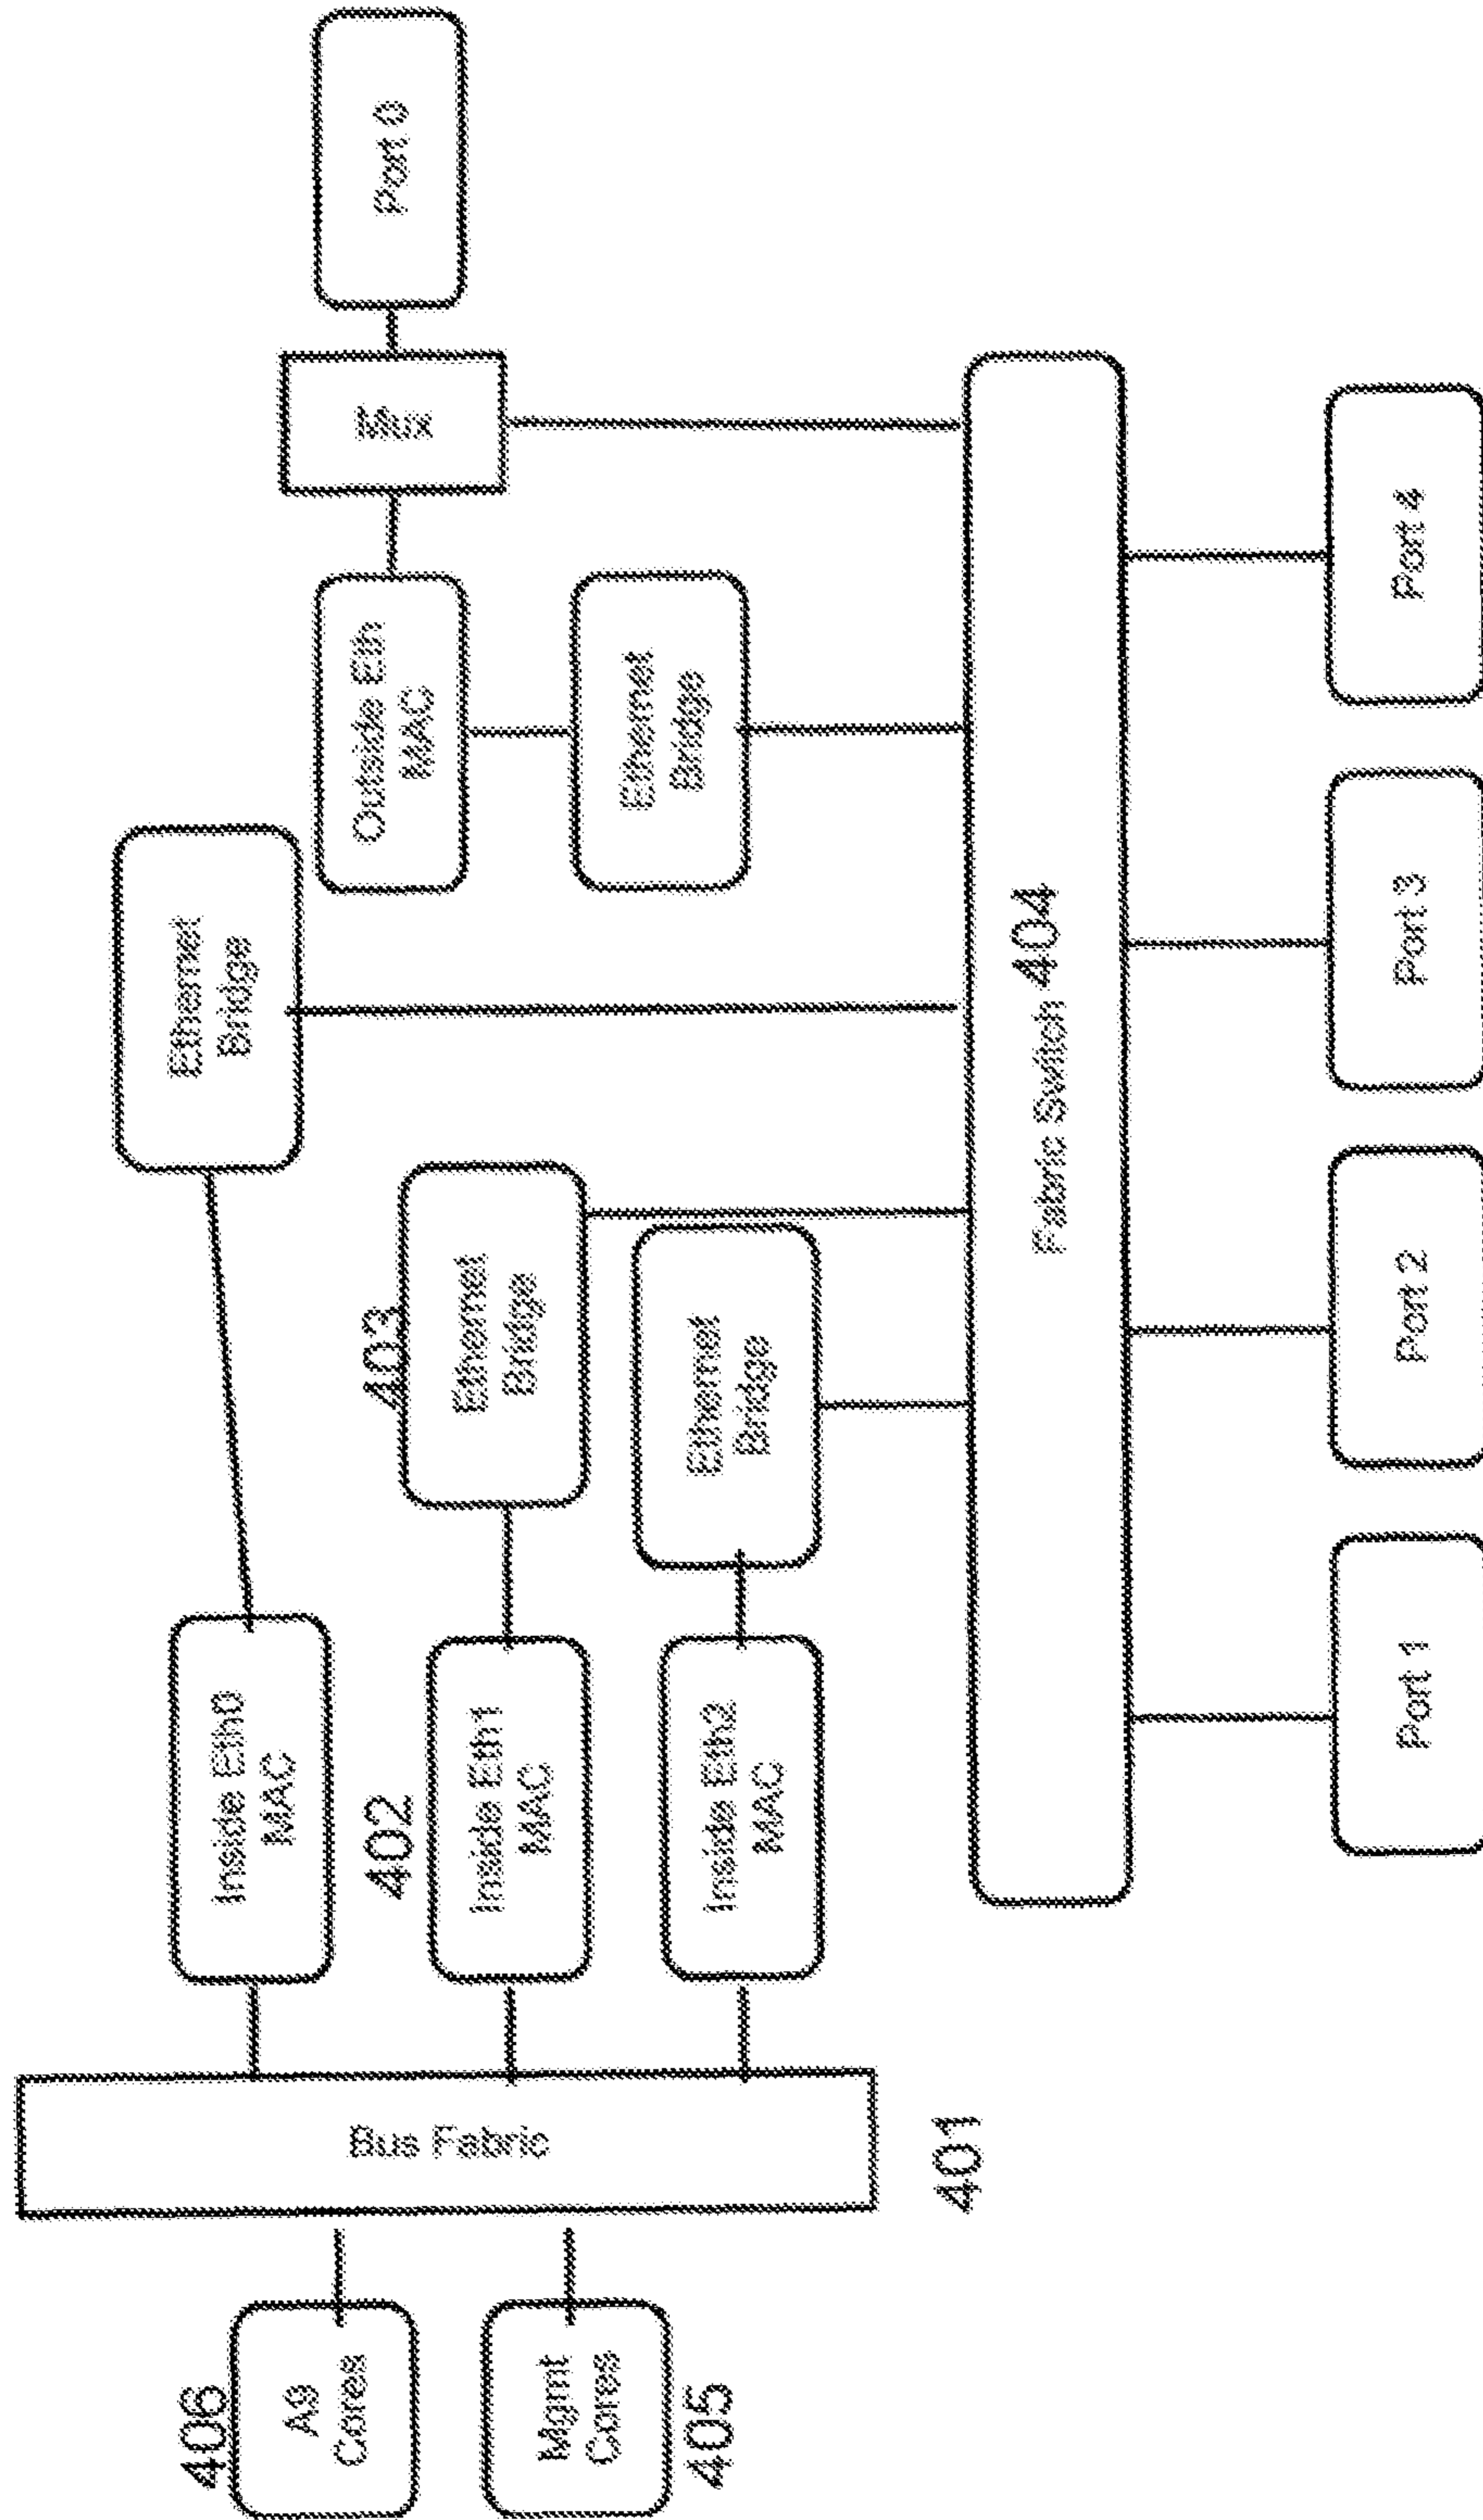 406
A9
Cores
Mgmt
Cores
405
Bus Fabric
401
Inside Eth0
MAC
402
Inside Eth1
MAC
Inside Eth2
MAC
Ethernet
Bridge
403
Ethernet
Bridge
Ethernet
Bridge
Outside Eth
MAC
Ethernet
Bridge
Mux
Port 0
Fabric Switch 404
Port 1
Port 2
Port 3
Port 4